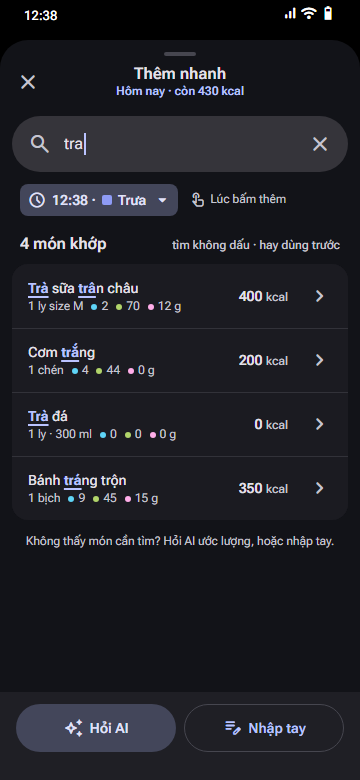 12:38
Thêm nhanh
Hôm nay · còn 430 kcal
tra
12:38 · Trưa
Lúc bấm thêm
4 món khớp
tìm không dấu · hay dùng trước
Trà sữa trân châu
400 kcal
1 ly size M 2 70 12 g
Cơm trắng
200 kcal
1 chén 4 44 0 g
Trà đá
0 kcal
1 ly · 300 ml 0 0 0 g
Bánh tráng trộn
350 kcal
1 bịch 9 45 15 g
Không thấy món cần tìm? Hỏi AI ước lượng, hoặc nhập tay.
Hỏi AI
Nhập tay